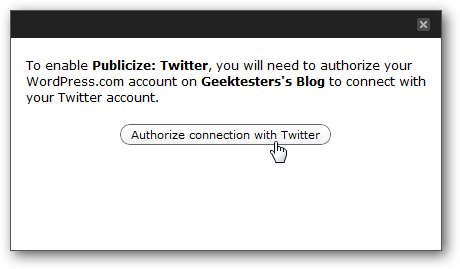 To enable Publicize: Twitter, you will need to authorize your
WordPress.com account on Geektesters's Blog to connect with
your Twitter account.
Authorize connection with Twitter